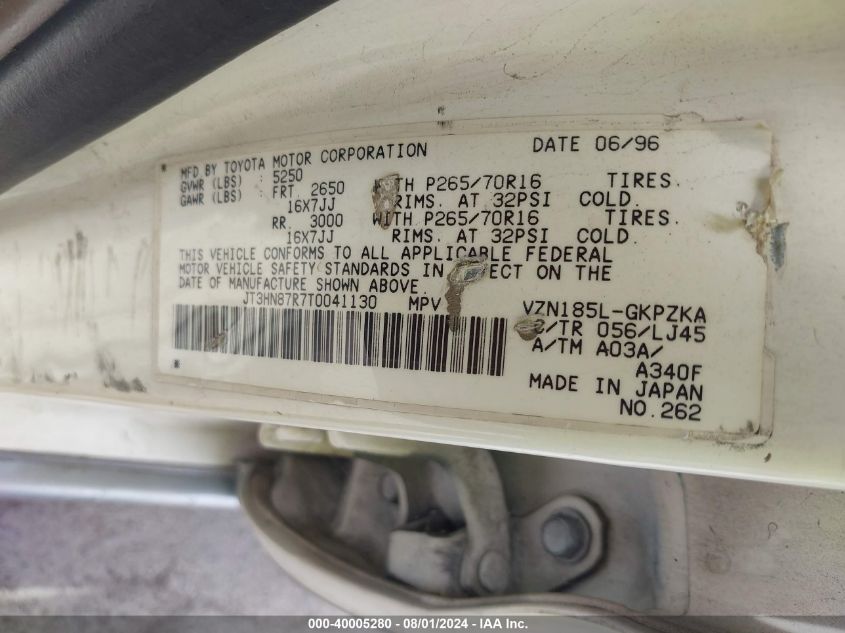 MFD BY TOYOTA MOTOR CORPORATION DATE 06/96
GVWR (LBS) : 5250
GAWR (LBS) : FRT 2650 WITH P265/70R16 TIRES.
16X7JJ RIMS. AT 32PSI COLD.
RR 3000 WITH P265/70R16 TIRES.
16X7JJ RIMS. AT 32PSI COLD.
THIS VEHICLE CONFORMS TO ALL APPLICABLE FEDERAL
MOTOR VEHICLE SAFETY STANDARDS IN ECT ON THE
DATE OF MANUFACTURE SHOWN ABOVE.
JT3HN87R7T0041130 MPV VZN185L-GKPZKA
C/TR 056/LJ45
A/TM A03A/
A340F
MADE IN JAPAN
NO.262
000-40005280 - 08/01/2024 - IAA Inc.